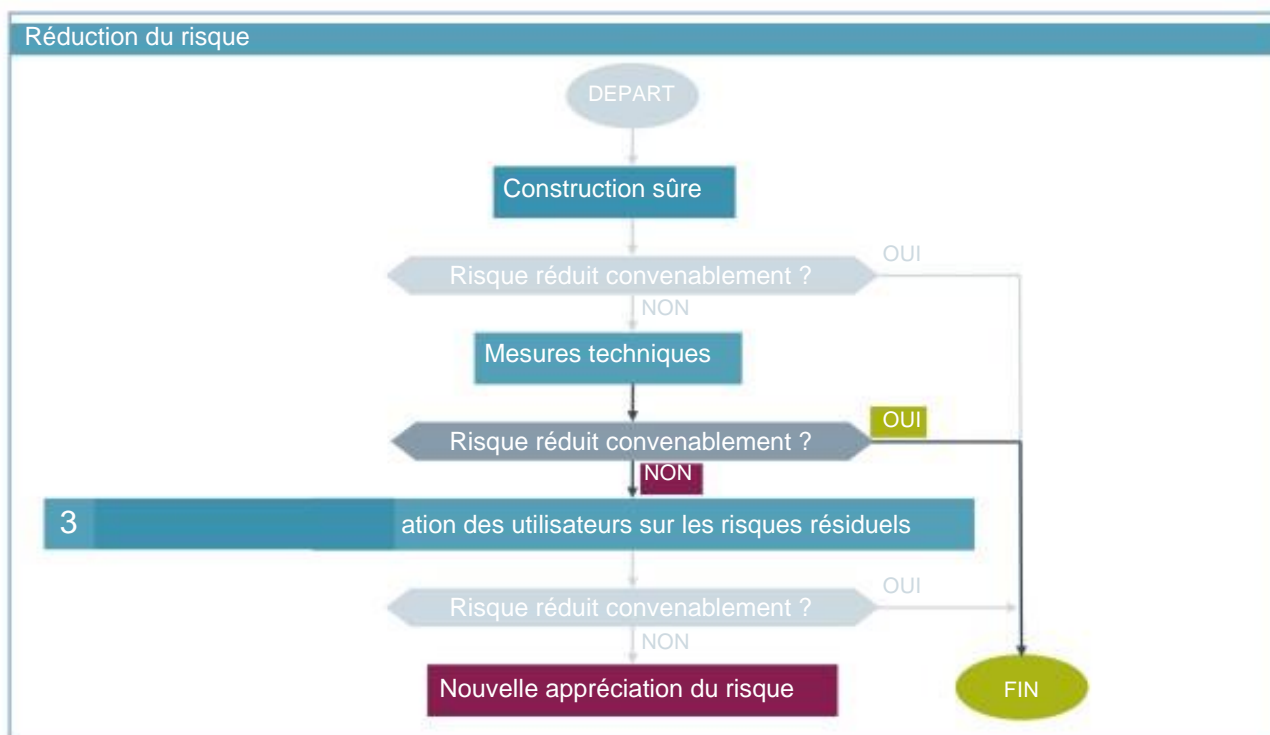 Réduction du risque
DEPART
Construction sûre
OUI
Risque réduit convenablement ?
NON
Mesures techniques
OUI
Risque réduit convenablement ?
NON
3 ation des utilisateurs sur les risques résiduels
OUI
Risque réduit convenablement ?
NON
Nouvelle appréciation du risque
FIN